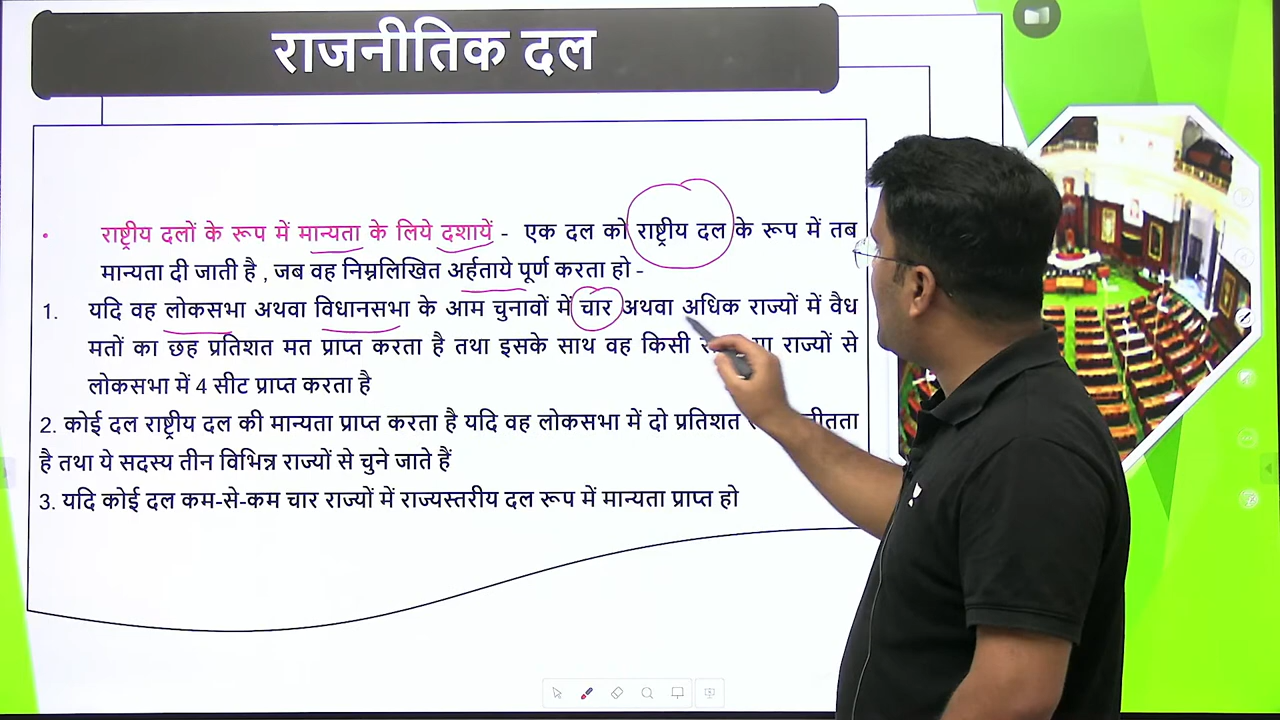 राजनीतिक दल
• राष्ट्रीय दलों के रूप में मान्यता के लिये दशायें - एक दल को राष्ट्रीय दल के रूप में तब
मान्यता दी जाती है , जब वह निम्नलिखित अर्हताये पूर्ण करता हो -
1. यदि वह लोकसभा अथवा विधानसभा के आम चुनावों में चार अथवा अधिक राज्यों में वैध
मतों का छह प्रतिशत मत प्राप्त करता है तथा इसके साथ वह किसी राज्यों से
लोकसभा में 4 सीट प्राप्त करता है
2. कोई दल राष्ट्रीय दल की मान्यता प्राप्त करता है यदि वह लोकसभा में दो प्रतिशत
है तथा ये सदस्य तीन विभिन्न राज्यों से चुने जाते हैं
3. यदि कोई दल कम-से-कम चार राज्यों में राज्यस्तरीय दल रूप में मान्यता प्राप्त हो